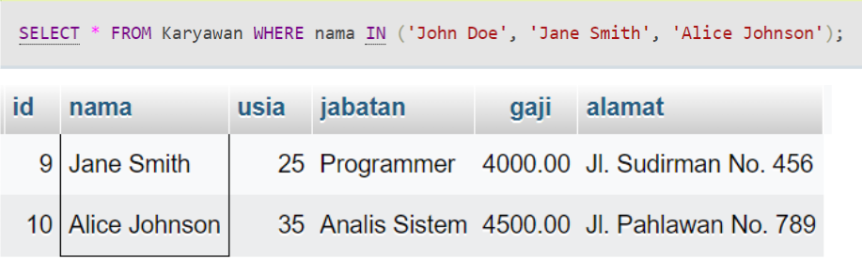 SELECT * FROM Karyawan WHERE nama IN ('John Doe', 'Jane Smith', 'Alice Johnson');
id nama usia jabatan gaji alamat
9 Jane Smith 25 Programmer 4000.00 Jl. Sudirman No. 456
10 Alice Johnson 35 Analis Sistem 4500.00 Jl. Pahlawan No. 789